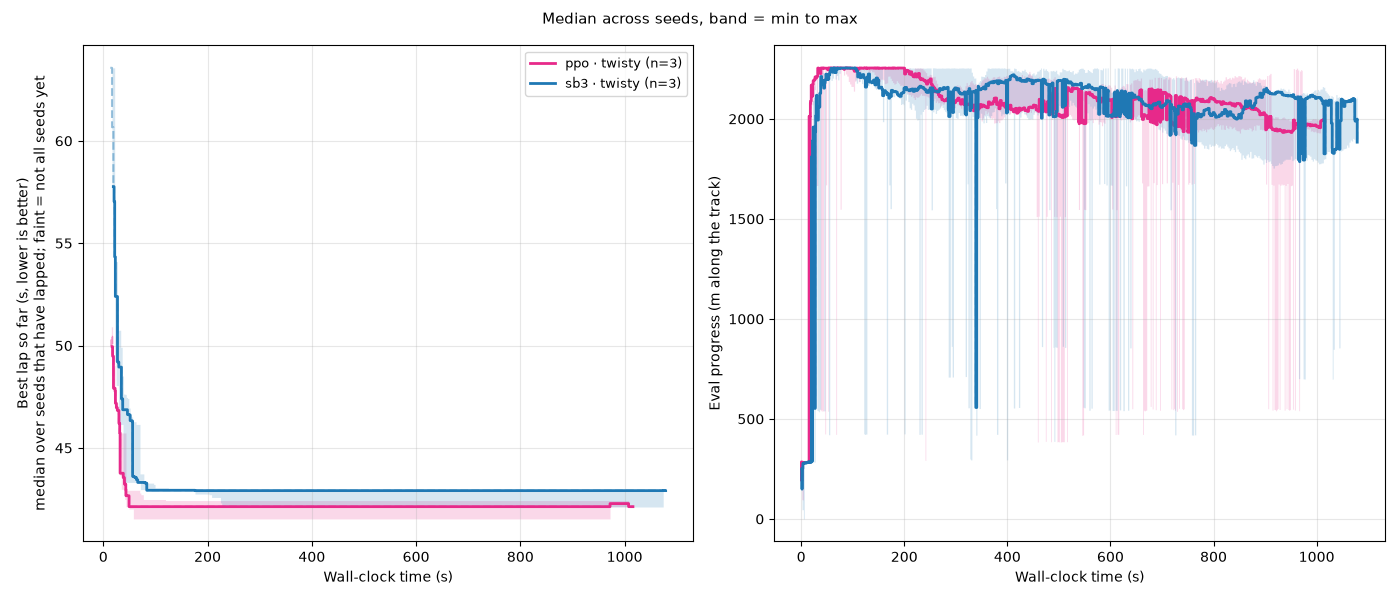 Median across seeds, band = min to max
Best lap so far (s, lower is better)
median over seeds that have lapped; faint = not all seeds yet
60
55
50
45
0
200
400
600
800
1000
Wall-clock time (s)
ppo · twisty (n=3)
sb3 · twisty (n=3)
Eval progress (m along the track)
2000
1500
1000
500
0
0
200
400
600
800
1000
Wall-clock time (s)